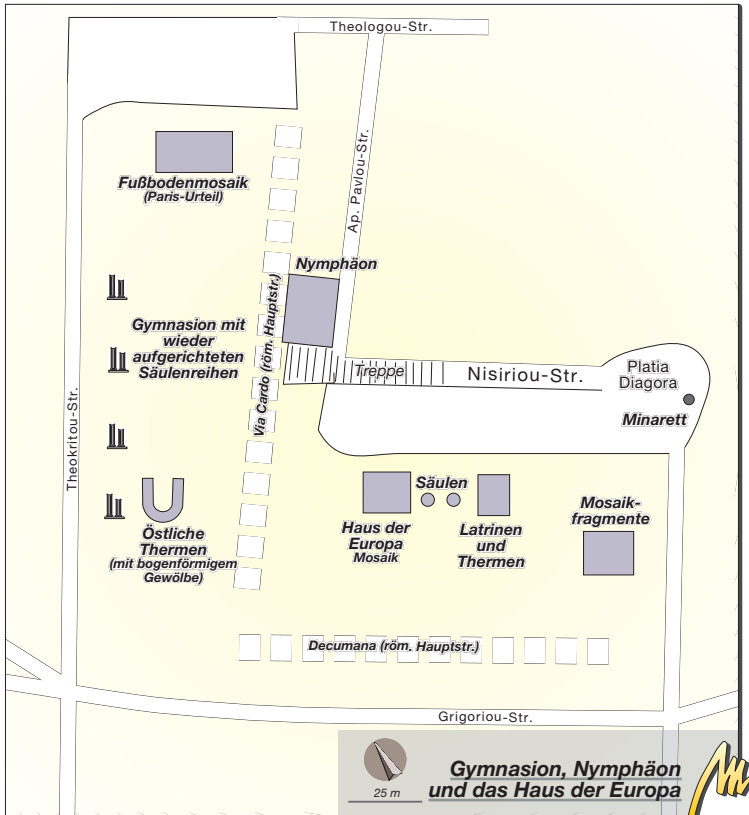 Theologou-Str.
Ap. Pavlou-Str.
Fußbodenmosaik
(Paris-Urteil)
Nymphäon
Gymnasion mit
wieder
aufgerichteten
Säulenreihen
Via Cardo (röm. Hauptstr.)
Treppe
Nisiriou-Str.
Platia
Diagora
Minarett
Theokritou-Str.
Östliche
Thermen
(mit bogenförmigem
Gewölbe)
Säulen
Haus der
Europa
Mosaik
Latrinen
und
Thermen
Mosaik-
fragmente
Decumana (röm. Hauptstr.)
Grigoriou-Str.
25 m
Gymnasion, Nymphäon
und das Haus der Europa